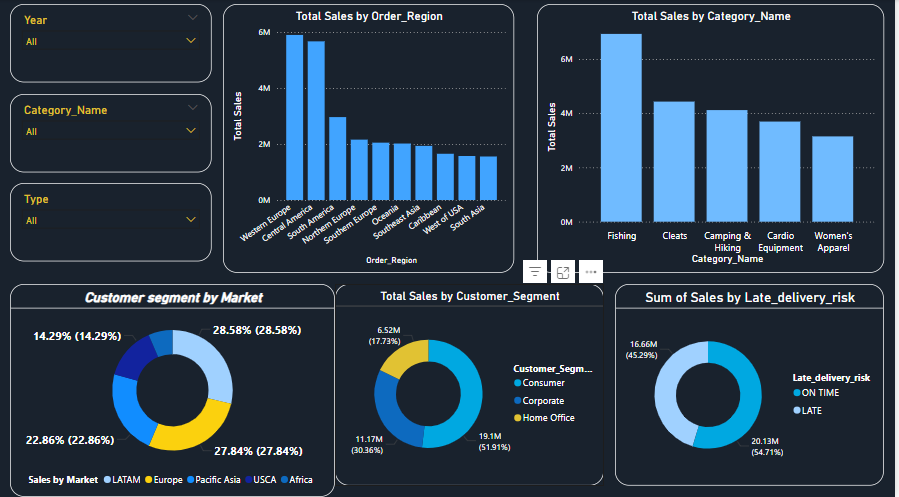 Year
All
Category_Name
All
Type
All
Total Sales by Order_Region
Total Sales
6M
4M
2M
0M
Western Europe
Central America
South America
Northern Europe
Southern Europe
Oceania
Southeast Asia
Caribbean
West of USA
South Asia
Order_Region
Total Sales by Category_Name
Total Sales
6M
4M
2M
0M
Fishing
Cleats
Camping &
Hiking
Cardio
Equipment
Women's
Apparel
Category_Name
Customer segment by Market
14.29% (14.29%)
28.58% (28.58%)
22.86% (22.86%)
27.84% (27.84%)
Sales by Market LATAM Europe Pacific Asia USCA Africa
Total Sales by Customer_Segment
6.52M
(17.73%)
11.17M
(30.36%)
19.1M
(51.91%)
Customer_Segm...
Consumer
Corporate
Home Office
Sum of Sales by Late_delivery_risk
16.66M
(45.29%)
20.13M
(54.71%)
Late_delivery_risk
ON TIME
LATE